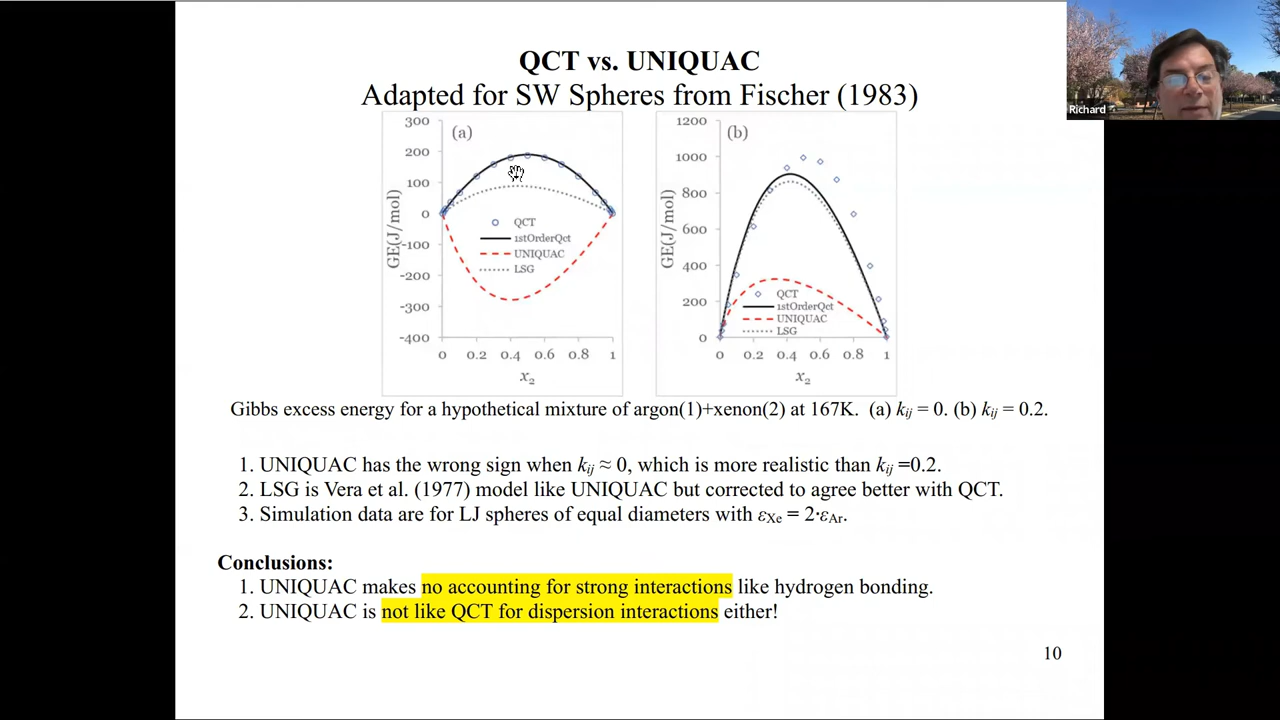 QCT vs. UNIQUAC
Adapted for SW Spheres from Fischer (1983)
Richard
(a)
300
200
100
0
-100
-200
-300
-400
GE(J/mol)
QCT
1stOrderQct
UNIQUAC
LSG
0 0.2 0.4 0.6 0.8 1
x2
(b)
1200
1000
800
600
400
200
0
GE(J/mol)
QCT
1stOrderQct
UNIQUAC
LSG
0 0.2 0.4 0.6 0.8 1
x2
Gibbs excess energy for a hypothetical mixture of argon(1)+xenon(2) at 167K. (a) kij = 0. (b) kij = 0.2.
1. UNIQUAC has the wrong sign when kij ≈ 0, which is more realistic than kij =0.2.
2. LSG is Vera et al. (1977) model like UNIQUAC but corrected to agree better with QCT.
3. Simulation data are for LJ spheres of equal diameters with εXe = 2·εAr.
Conclusions:
1. UNIQUAC makes no accounting for strong interactions like hydrogen bonding.
2. UNIQUAC is not like QCT for dispersion interactions either!
10